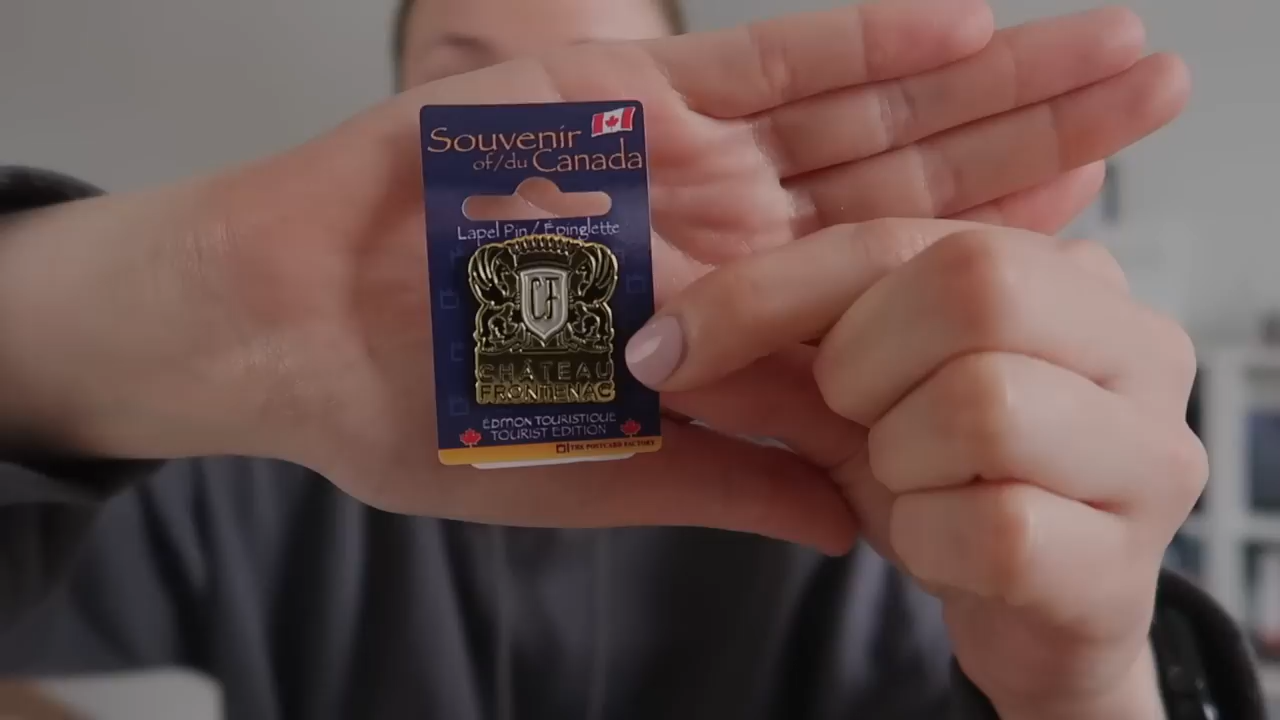 Souvenir
of/du Canada
Lapel Pin / Épinglette
CF
CHÂTEAU
FRONTENAC
ÉDITION TOURISTIQUE
TOURIST EDITION
THE POSTCARD FACTORY